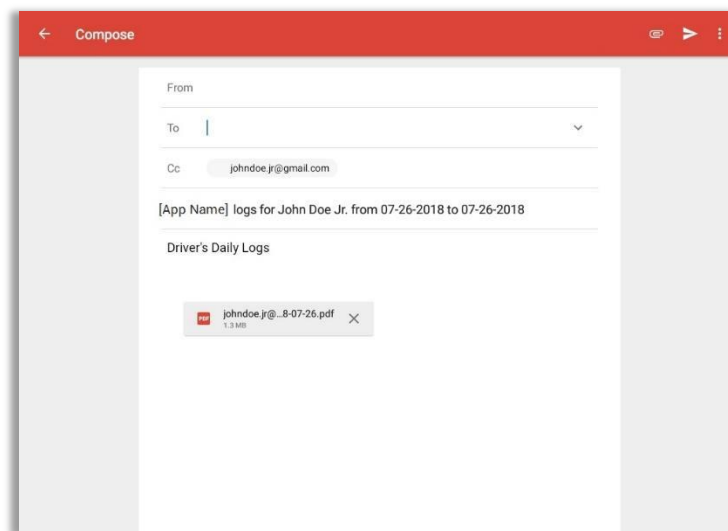 Compose
From
To
Cc johndoe.jr@gmail.com
[App Name] logs for John Doe Jr. from 07-26-2018 to 07-26-2018
Driver's Daily Logs
PDF johndoe.jr@...8-07-26.pdf
1.3 MB